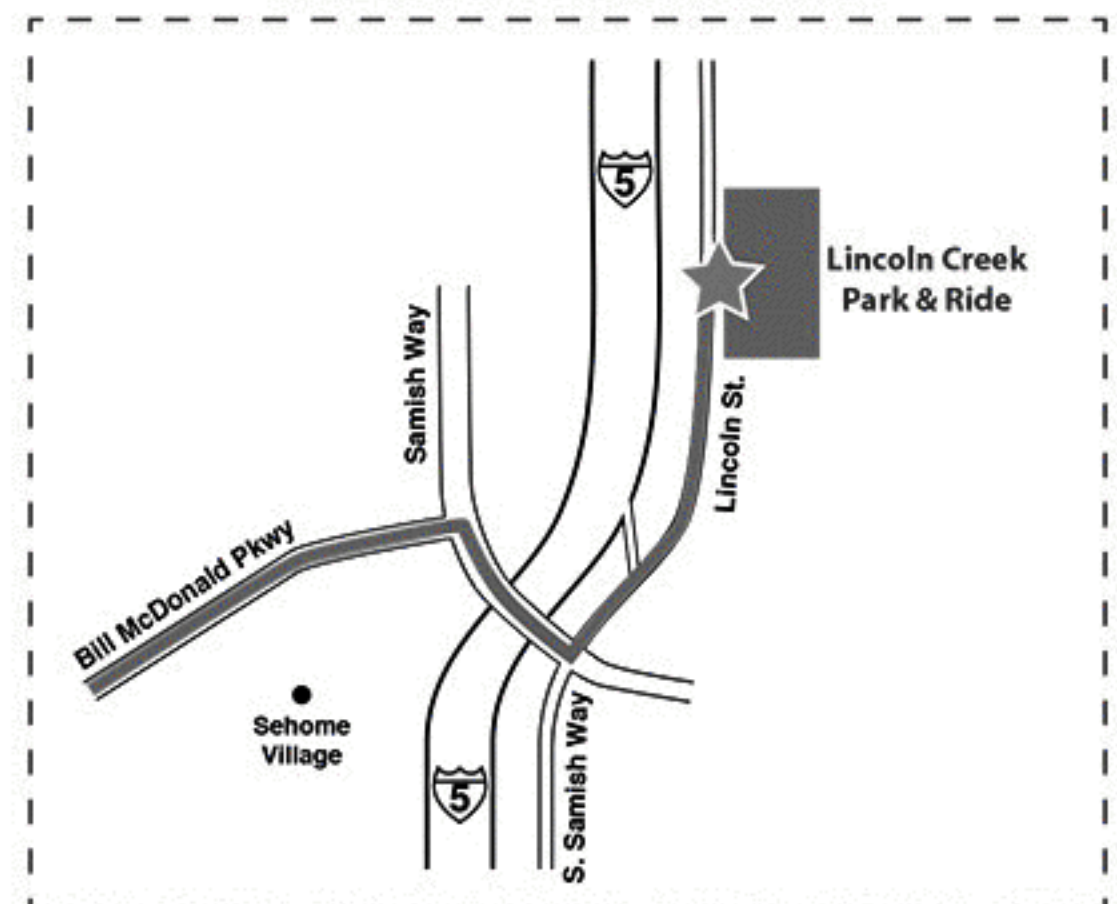 5
Lincoln Creek
Park & Ride
Samish Way
Lincoln St.
Bill McDonald Pkwy
Sehome
Village
5
S. Samish Way